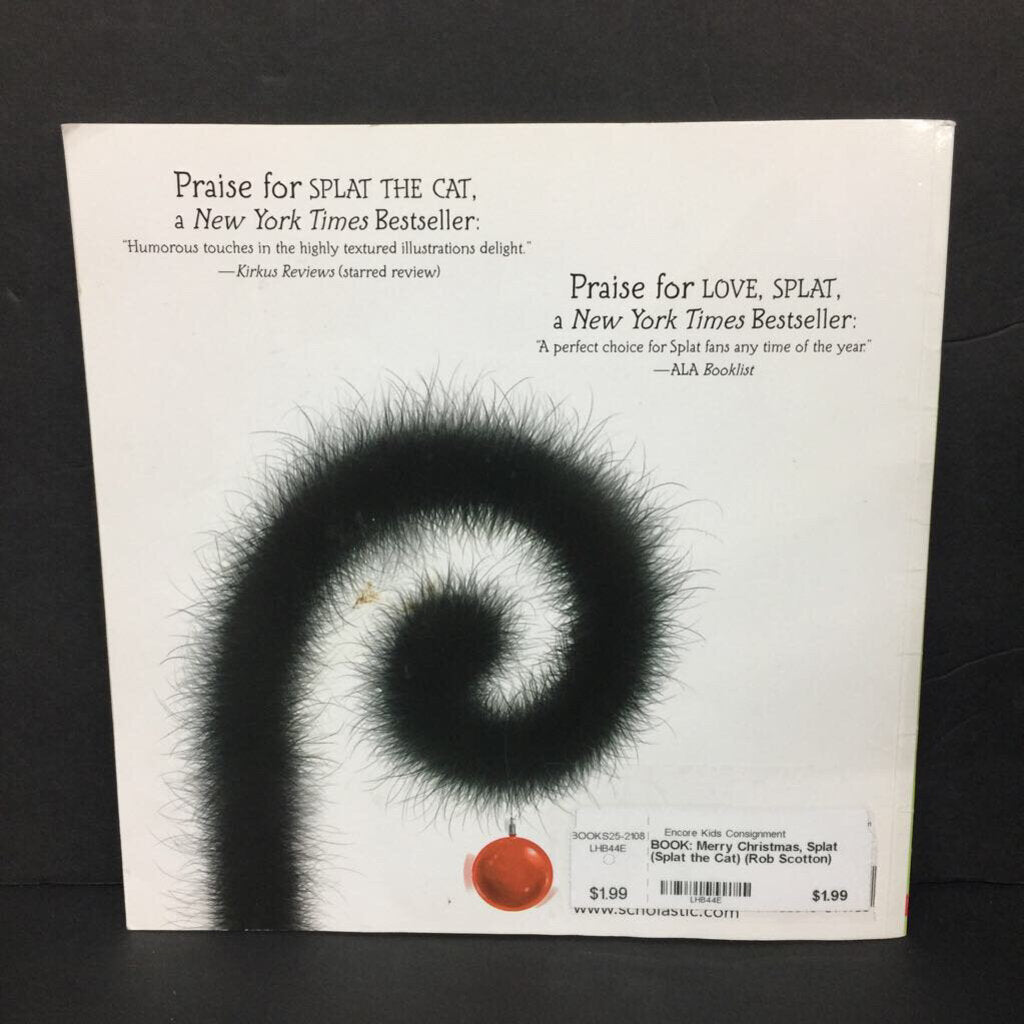 Praise for SPLAT THE CAT,
a New York Times Bestseller:
"Humorous touches in the highly textured illustrations delight."
—Kirkus Reviews (starred review)
Praise for LOVE, SPLAT,
a New York Times Bestseller:
"A perfect choice for Splat fans any time of the year."
—ALA Booklist
BOOKS25-2108
LHB44E
$1.99
Encore Kids Consignment
BOOK: Merry Christmas, Splat
(Splat the Cat) (Rob Scotton)
LHB44E
$1.99
www.scholastic.com